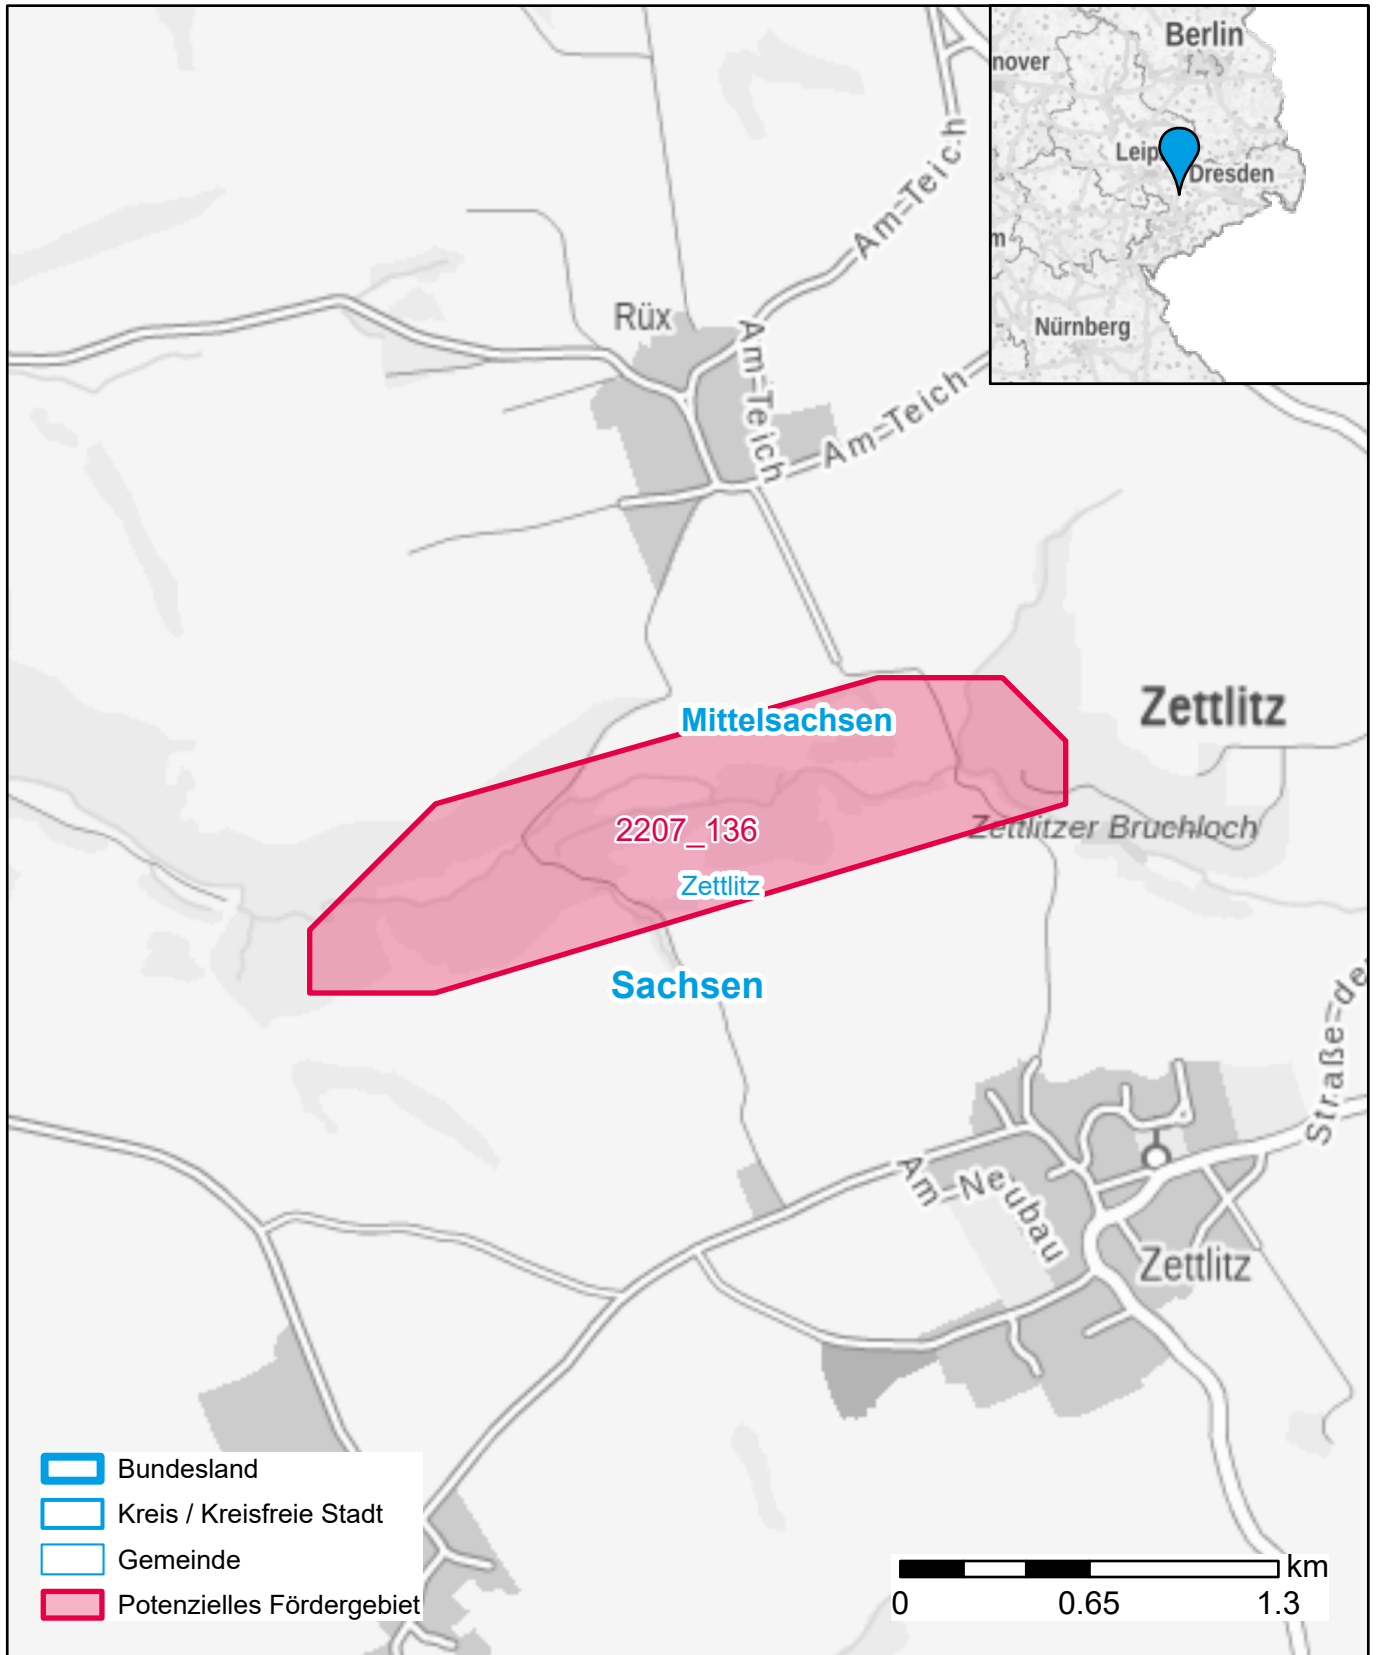 Berlin
nover
Leip
Dresden
m
Nürnberg
Am-Teich
Rüx
Am-Teich
Am-Teich
Mittelsachsen
Zettlitz
2207_136
Zettlitzer Bruchloch
Zettlitz
Sachsen
Straße-de
Am-Neubau
Zettlitz
Bundesland
Kreis / Kreisfreie Stadt
Gemeinde
Potenzielles Fördergebiet
km
0 0.65 1.3